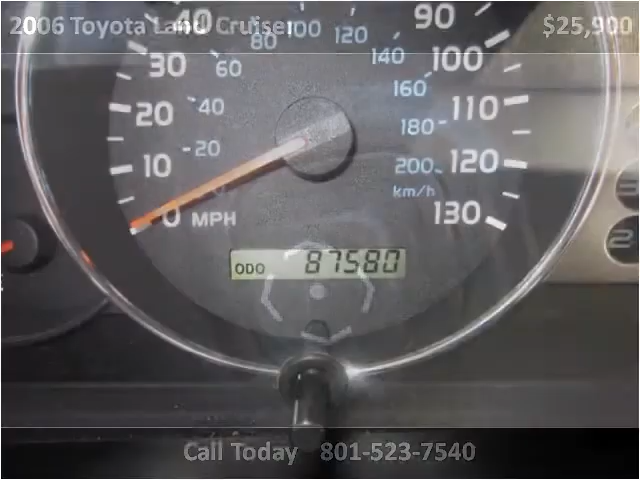 2006 Toyota Land Cruiser $25,900
40 80 100 120 90
30 60 140 100
20 40 160 110
180
10 20 200 120
km/h
0 MPH 130
ODO 87580
Call Today 801-523-7540